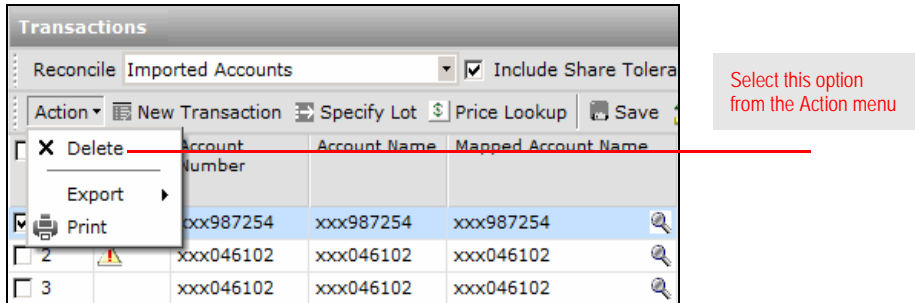 Transactions
Reconcile Imported Accounts Include Share Tolera
Action New Transaction Specify Lot Price Lookup Save
Select this option
from the Action menu
Delete
Account Number Account Name Mapped Account Name
Export
Print
xxx987254 xxx987254 xxx987254
2 xxx046102 xxx046102 xxx046102
3 xxx046102 xxx046102 xxx046102